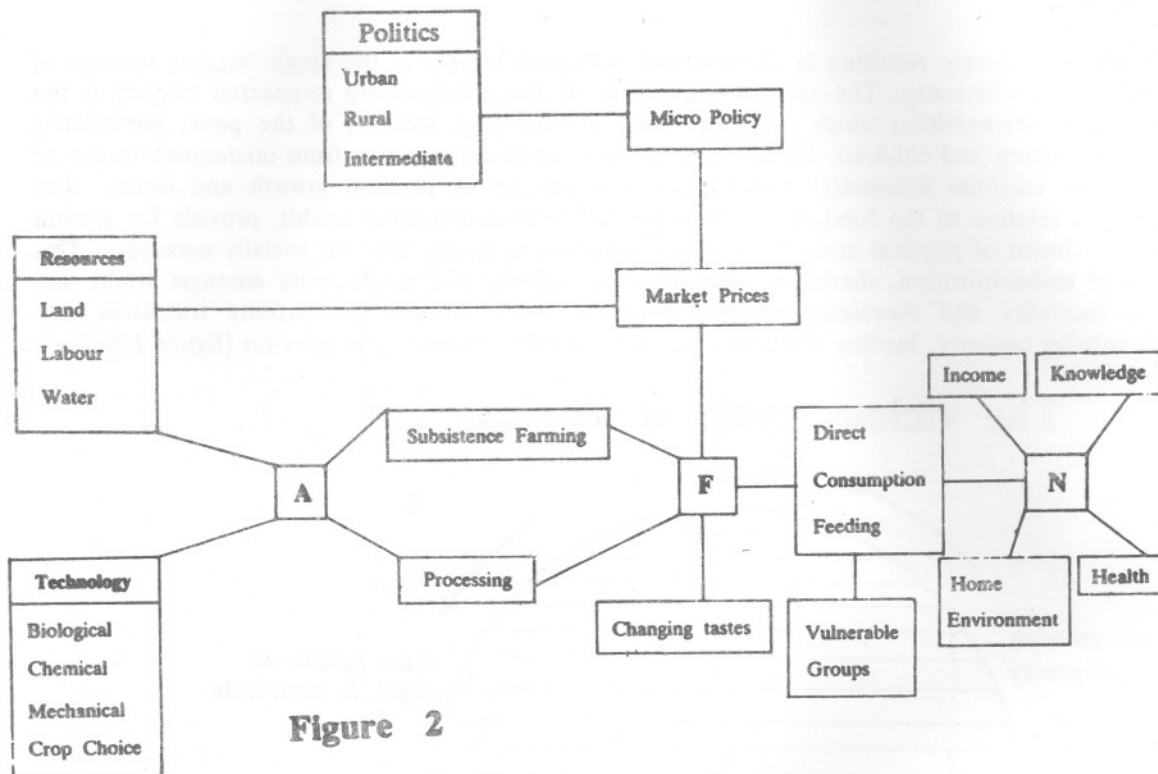 Politics
Urban
Rural
Intermediate
Micro Policy
Resources
Land
Labour
Water
Market Prices
Income
Knowledge
Subsistence Farming
Direct
Consumption
Feeding
A
F
N
Technology
Biological
Chemical
Mechanical
Crop Choice
Processing
Changing tastes
Vulnerable
Groups
Home
Environment
Health
Figure 2